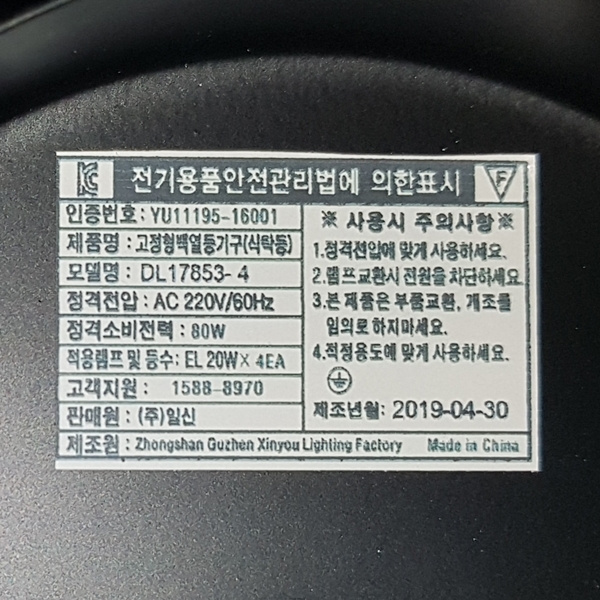 전기용품안전관리법에 의한표시
F
인증번호 : YU11195-16001
제품명 : 고정형백열등기구(식탁등)
모델명 : DL17853-4
정격전압 : AC 220V/60Hz
정격소비전력 : 80W
적용램프 및 등수: EL 20W× 4EA
고객지원 : 1588-8970
판매원 : (주)일신
제조원 : Zhongshan Guzhen Xinyou Lighting Factory Made in China
※ 사용시 주의사항 ※
1.정격전압에 맞게 사용하세요.
2.램프교환시 전원을 차단하세요.
3.본 제품은 부품교환, 개조를
임의로 하지마세요.
4.적정용도에 맞게 사용하세요.
제조년월: 2019-04-30